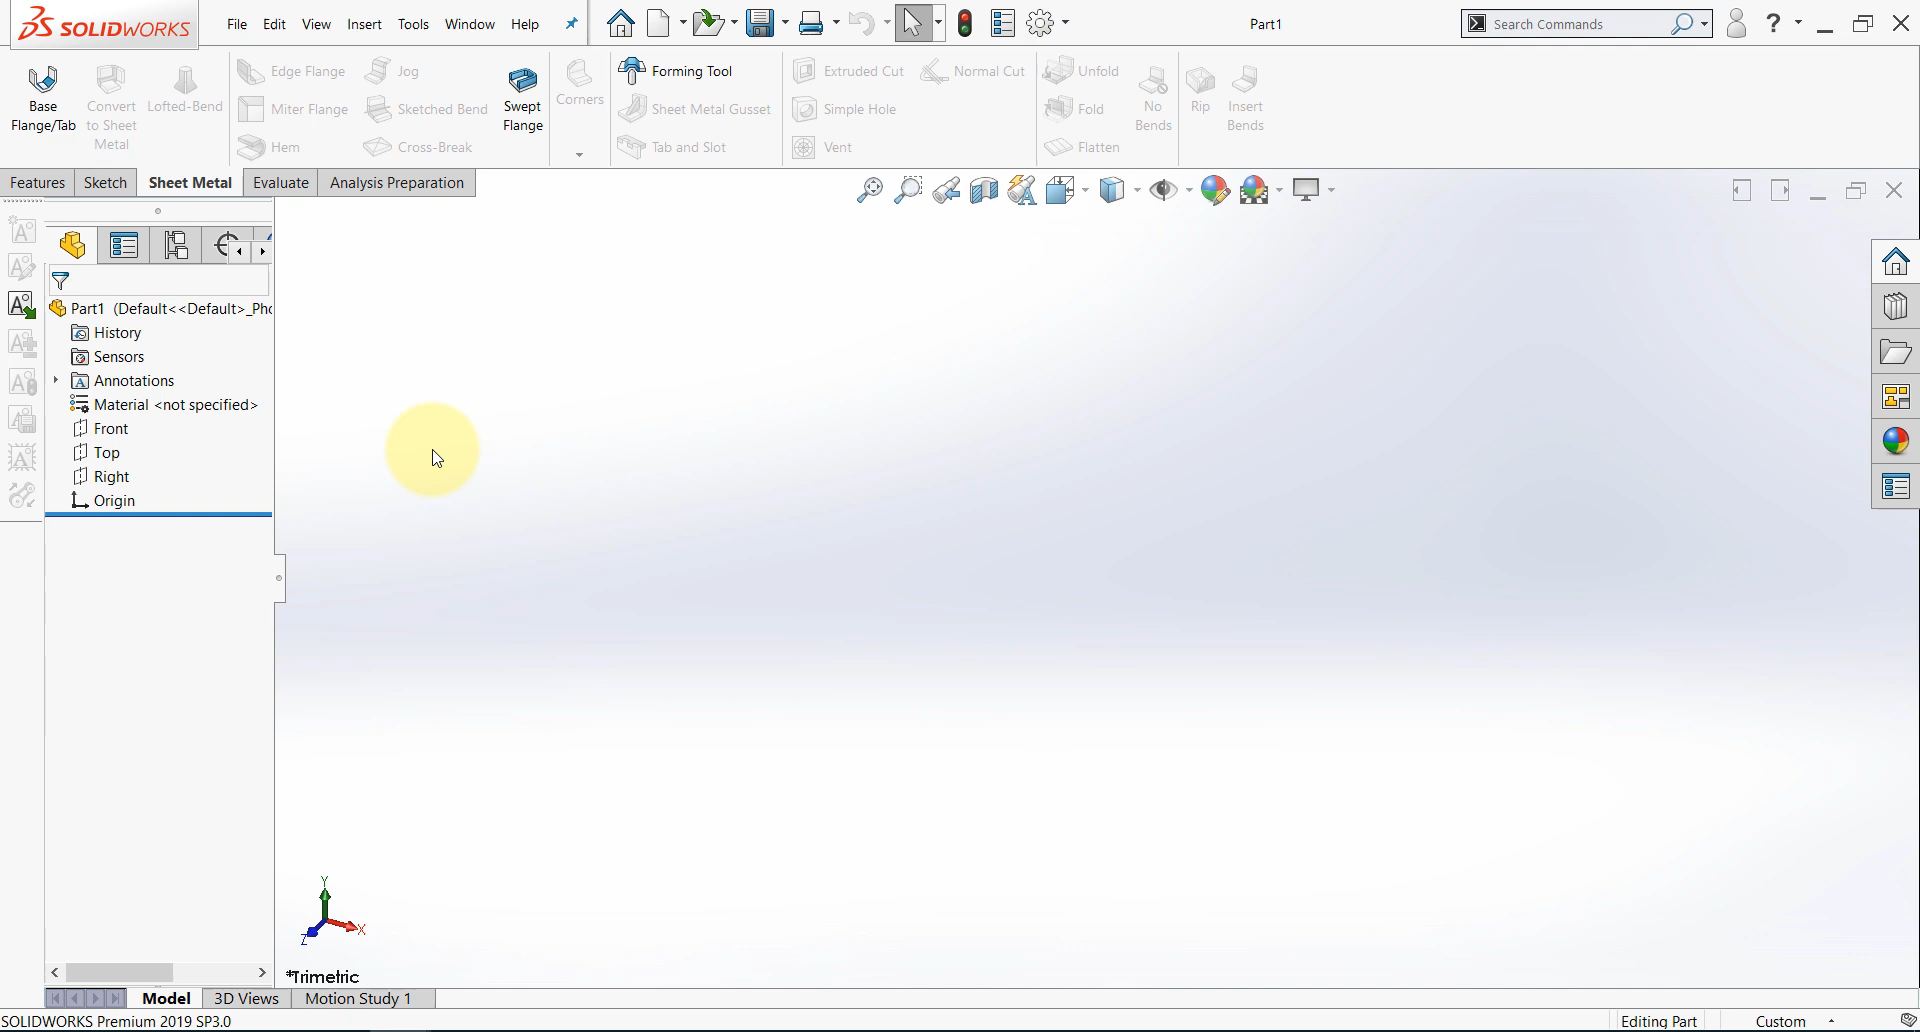 SOLIDWORKS File Edit View Insert Tools Window Help Part1 Search Commands ?
Base Flange/Tab
Convert to Sheet Metal
Lofted-Bend
Edge Flange
Miter Flange
Hem
Jog
Sketched Bend
Cross-Break
Swept Flange
Corners
Forming Tool
Sheet Metal Gusset
Tab and Slot
Extruded Cut
Simple Hole
Vent
Normal Cut
Unfold
Fold
Flatten
No Bends
Rip
Insert Bends
Features Sketch Sheet Metal Evaluate Analysis Preparation
Part1 (Default<<Default>_Pho
History
Sensors
Annotations
Material <not specified>
Front
Top
Right
Origin
Y
X
Z
*Trimetric
Model 3D Views Motion Study 1
SOLIDWORKS Premium 2019 SP3.0 Editing Part Custom